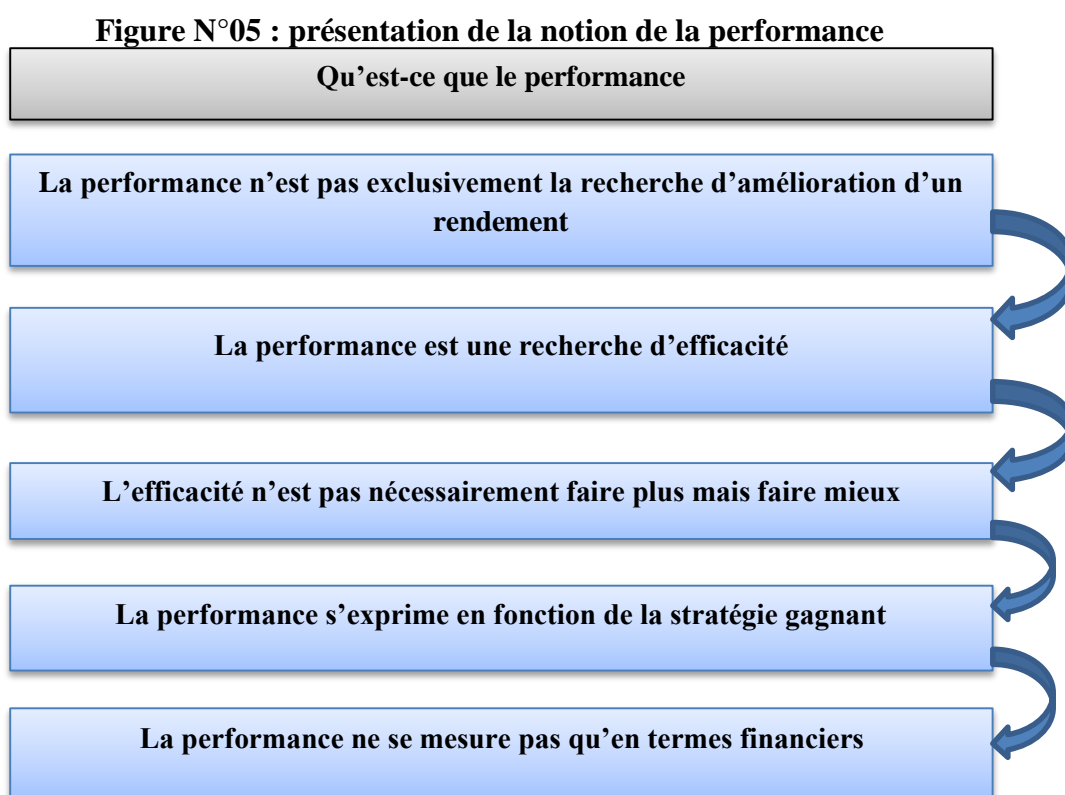 Figure N°05 : présentation de la notion de la performance
Qu’est-ce que le performance
La performance n’est pas exclusivement la recherche d’amélioration d’un
rendement
La performance est une recherche d’efficacité
L’efficacité n’est pas nécessairement faire plus mais faire mieux
La performance s’exprime en fonction de la stratégie gagnant
La performance ne se mesure pas qu’en termes financiers